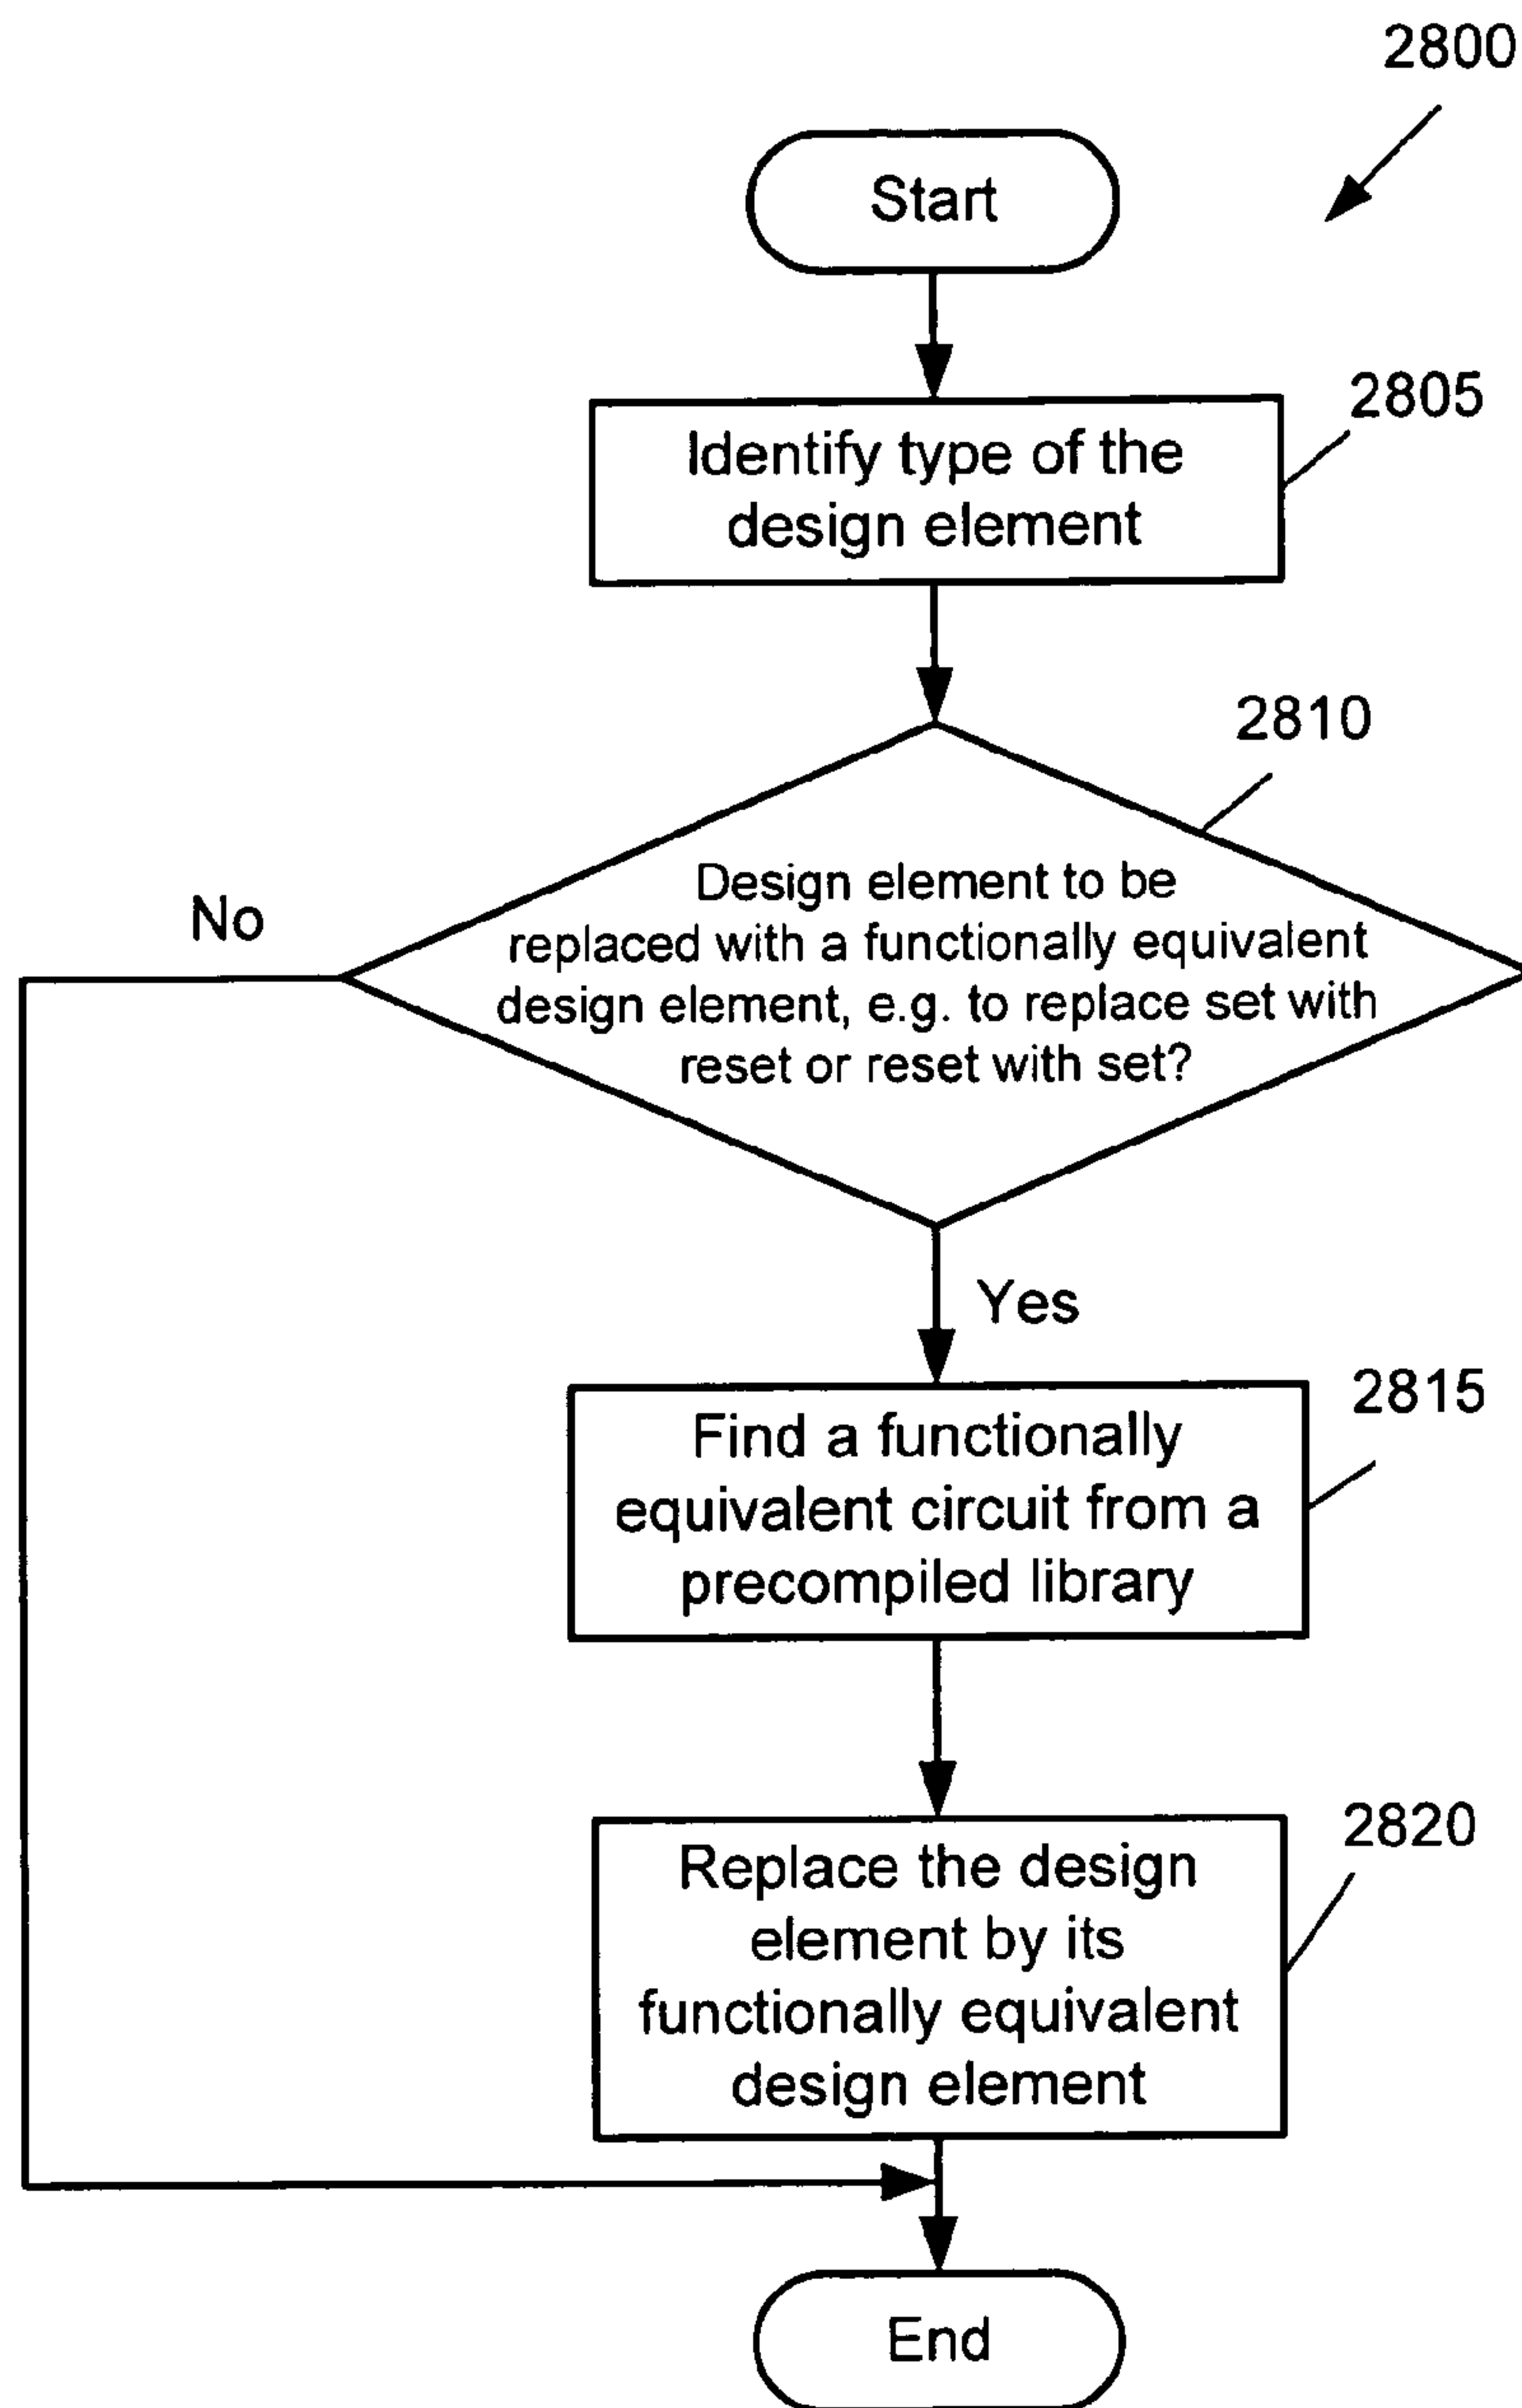 2800
Start
2805
Identify type of the
design element
2810
Design element to be
replaced with a functionally equivalent
design element, e.g. to replace set with
reset or reset with set?
No
Yes
2815
Find a functionally
equivalent circuit from a
precompiled library
2820
Replace the design
element by its
functionally equivalent
design element
End